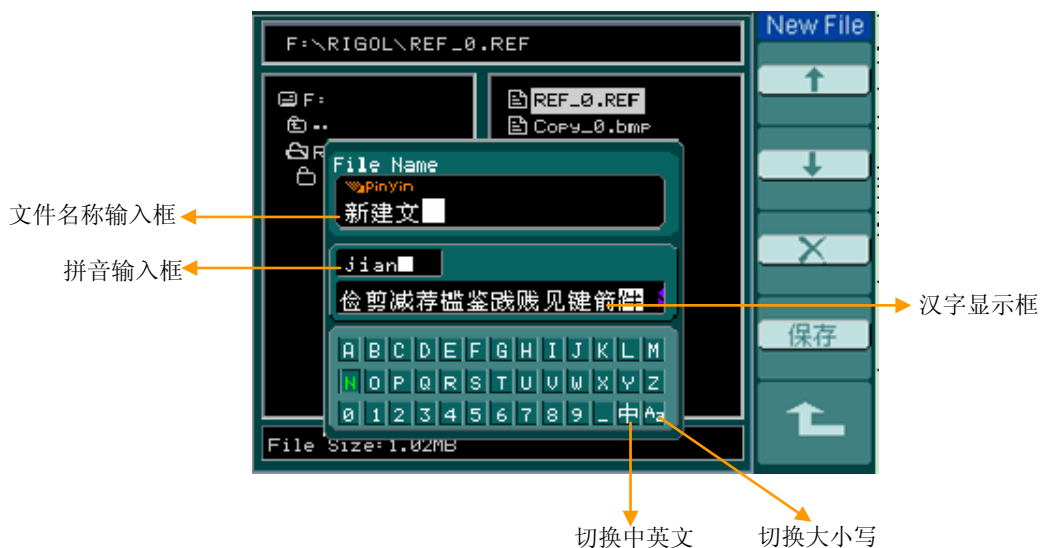 New File
F:\RIGOL\REF_0.REF
F:
REF_0.REF
..
Copy_0.bmp
R
File Name
PinYin
文件名称输入框
新建文
拼音输入框
jian
俭剪减荐槛鉴践贱见键箭件
汉字显示框
保存
A B C D E F G H I J K L M
N O P Q R S T U V W X Y Z
0 1 2 3 4 5 6 7 8 9 _ 中 Aa
File Size:1.02MB
切换中英文
切换大小写